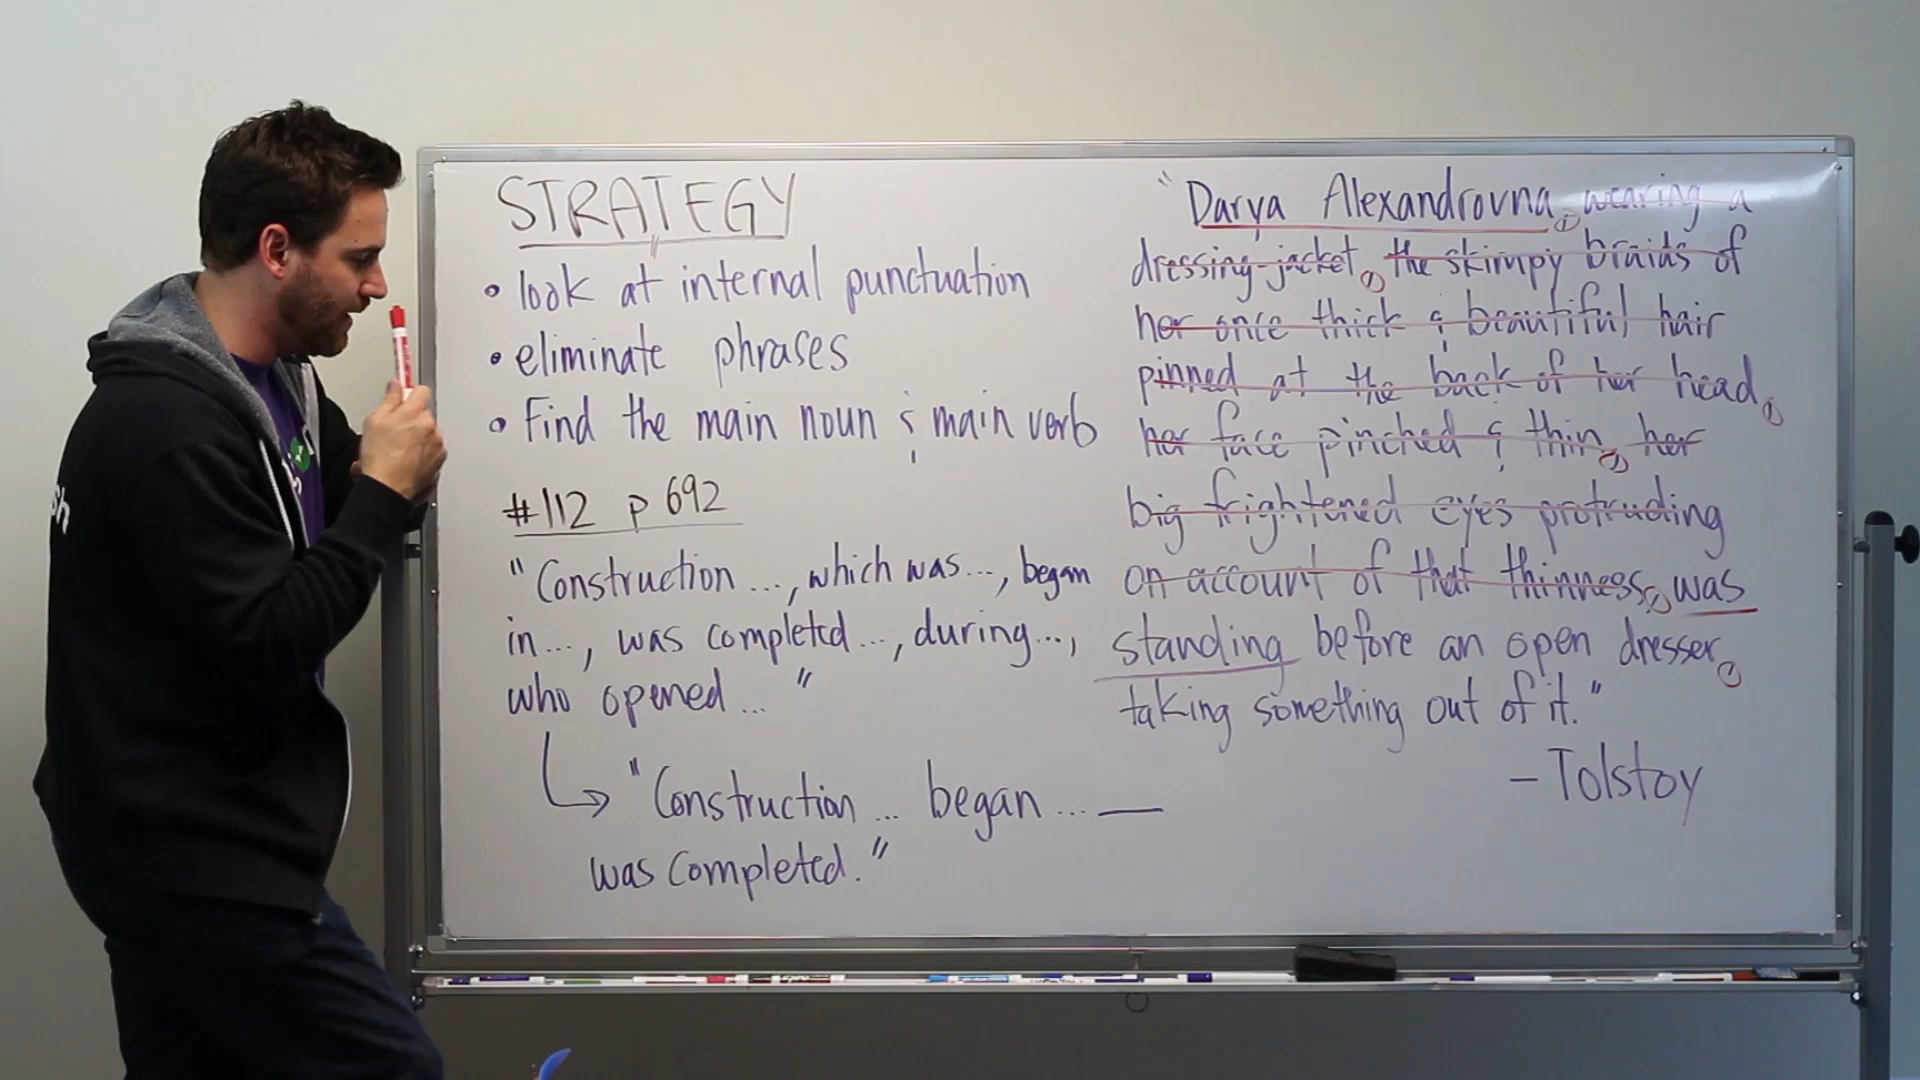 STRATEGY
• look at internal punctuation
• eliminate phrases
• Find the main noun & main verb
#112 p 692
"Construction ..., which was ..., began
in ..., was completed ..., during ...,
who opened ... "
"Construction ... began ... __
was completed."
"Darya Alexandrovna, wearing a
dressing-jacket, the skimpy braids of
her once thick & beautiful hair
pinned at the back of her head,
her face pinched & thin, her
big frightened eyes protruding
on account of that thinness, was
standing before an open dresser,
taking something out of it."
- Tolstoy
sh